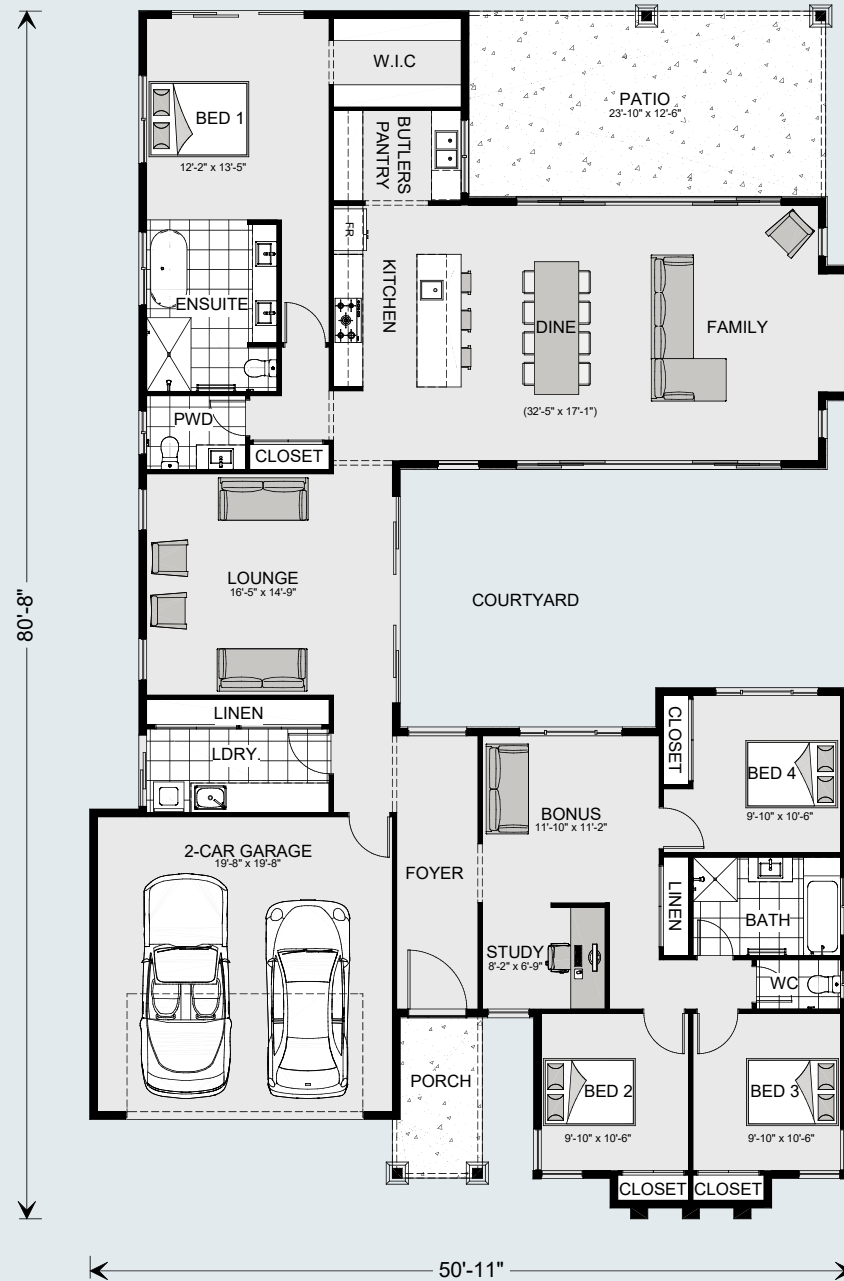 W.I.C
BED 1
12'-2" x 13'-5"
PATIO
23'-10" x 12'-6"
BUTLERS
PANTRY
FR
KITCHEN
ENSUITE
DINE
FAMILY
(32'-5" x 17'-1")
PWD
CLOSET
LOUNGE
16'-5" x 14'-9"
COURTYARD
80'-8"
LINEN
LDRY.
CLOSET
BED 4
9'-10" x 10'-6"
BONUS
11'-10" x 11'-2"
2-CAR GARAGE
19'-8" x 19'-8"
FOYER
LINEN
BATH
STUDY
8'-2" x 6'-9"
WC
PORCH
BED 2
9'-10" x 10'-6"
BED 3
9'-10" x 10'-6"
CLOSET
CLOSET
50'-11"